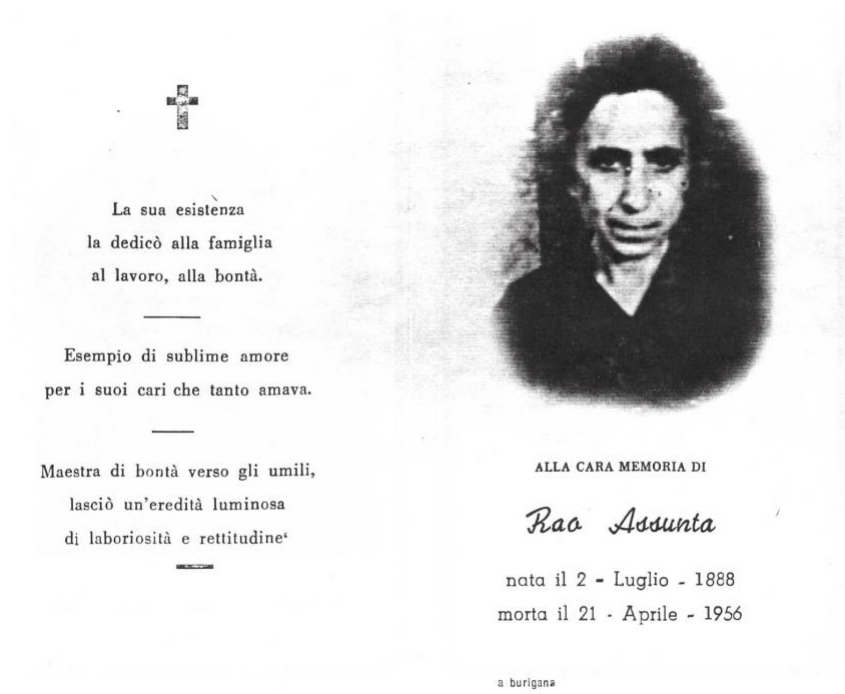 La sua esistènza
la dedicò alla famiglia
al lavoro, alla bontà.
Esempio di sublime amore
per i suoi cari che tanto amava.
Maestra di bontà verso gli umili,
lasciò un'eredità luminosa
di laboriosità e rettitudine
ALLA CARA MEMORIA DI
Rao Assunta
nata il 2 - Luglio - 1888
morta il 21 - Aprile - 1956
a burigana